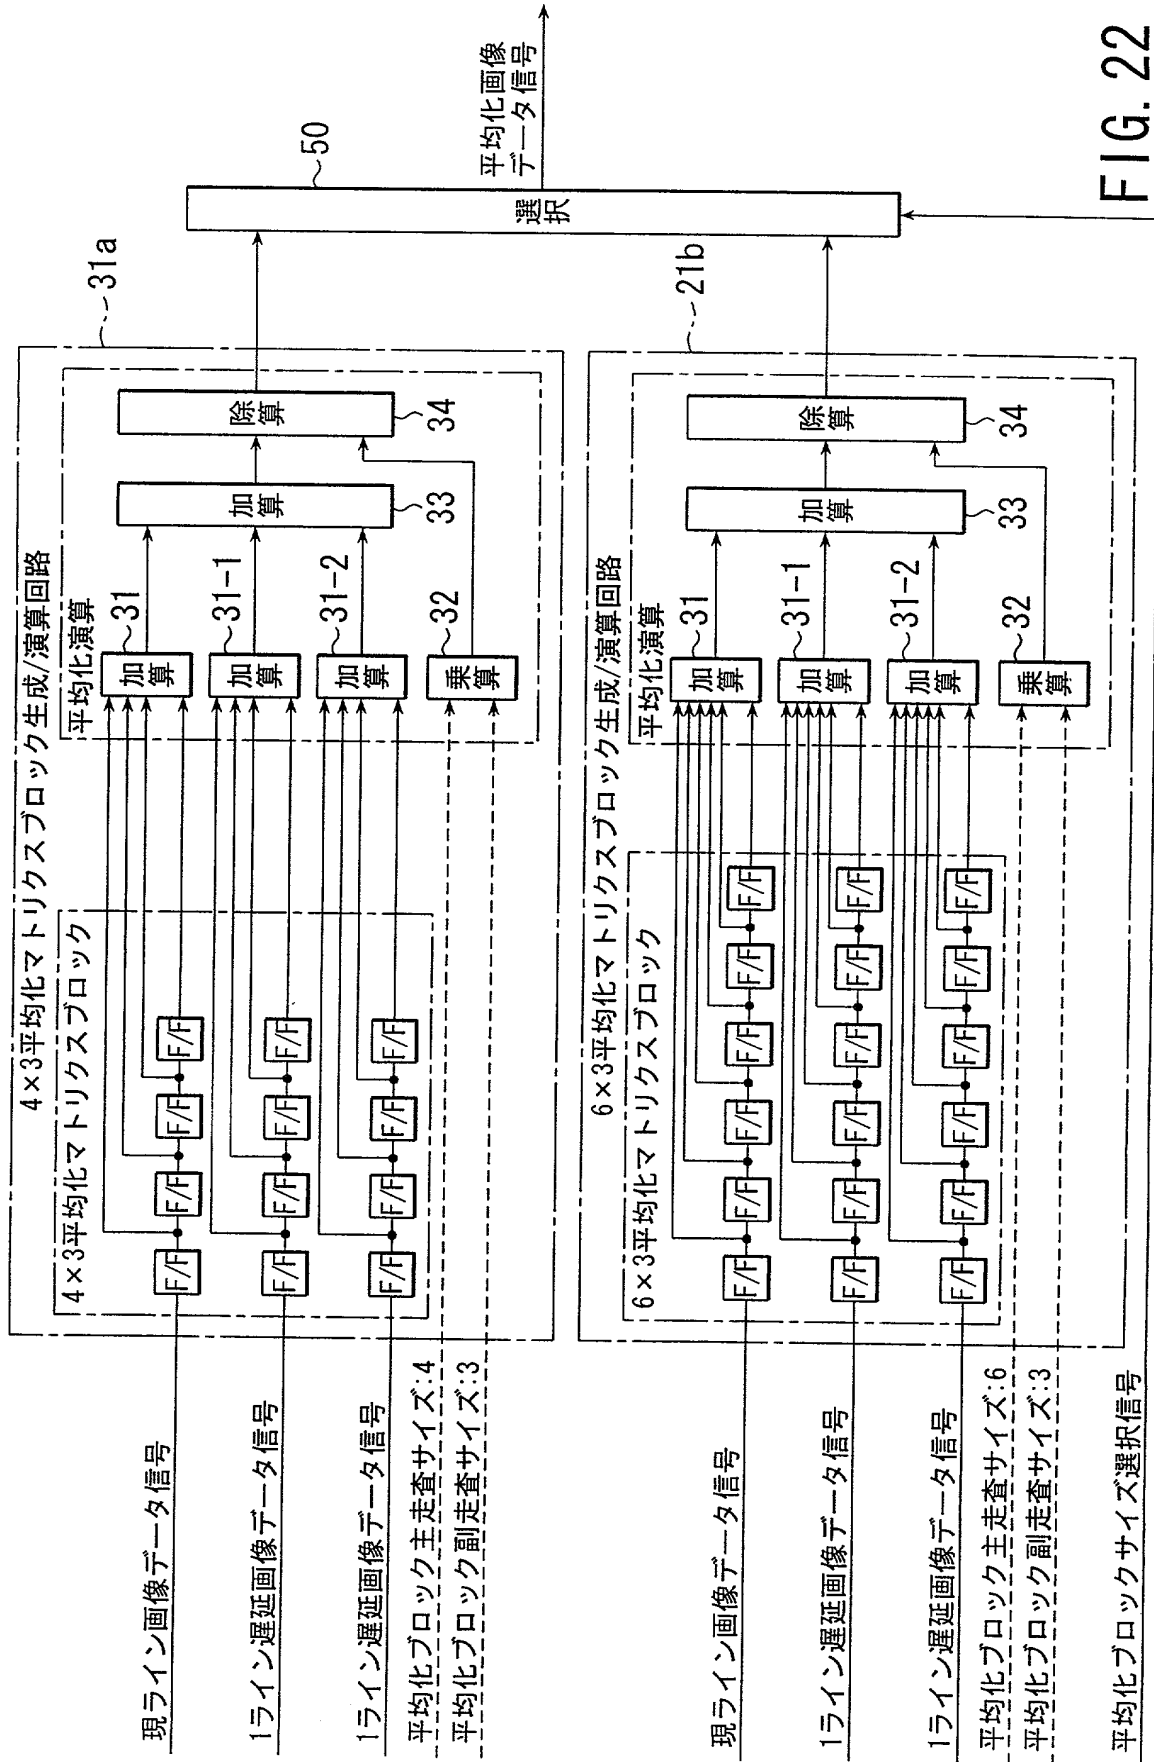 4×3平均化マトリクスブロック生成/演算回路
31a
4×3平均化マトリクスブロック
平均化演算
現ライン画像データ信号
F/F
F/F
F/F
F/F
加算
31
1ライン遅延画像データ信号
F/F
F/F
F/F
F/F
加算
31-1
1ライン遅延画像データ信号
F/F
F/F
F/F
F/F
加算
31-2
平均化ブロック主走査サイズ:4
平均化ブロック副走査サイズ:3
乗算
32
加算
33
除算
34
6×3平均化マトリクスブロック生成/演算回路
21b
6×3平均化マトリクスブロック
平均化演算
現ライン画像データ信号
F/F
F/F
F/F
F/F
F/F
F/F
加算
31
1ライン遅延画像データ信号
F/F
F/F
F/F
F/F
F/F
F/F
加算
31-1
1ライン遅延画像データ信号
F/F
F/F
F/F
F/F
F/F
F/F
加算
31-2
平均化ブロック主走査サイズ:6
平均化ブロック副走査サイズ:3
乗算
32
加算
33
除算
34
平均化ブロックサイズ選択信号
選択
50
平均化画像
データ信号
FIG. 22